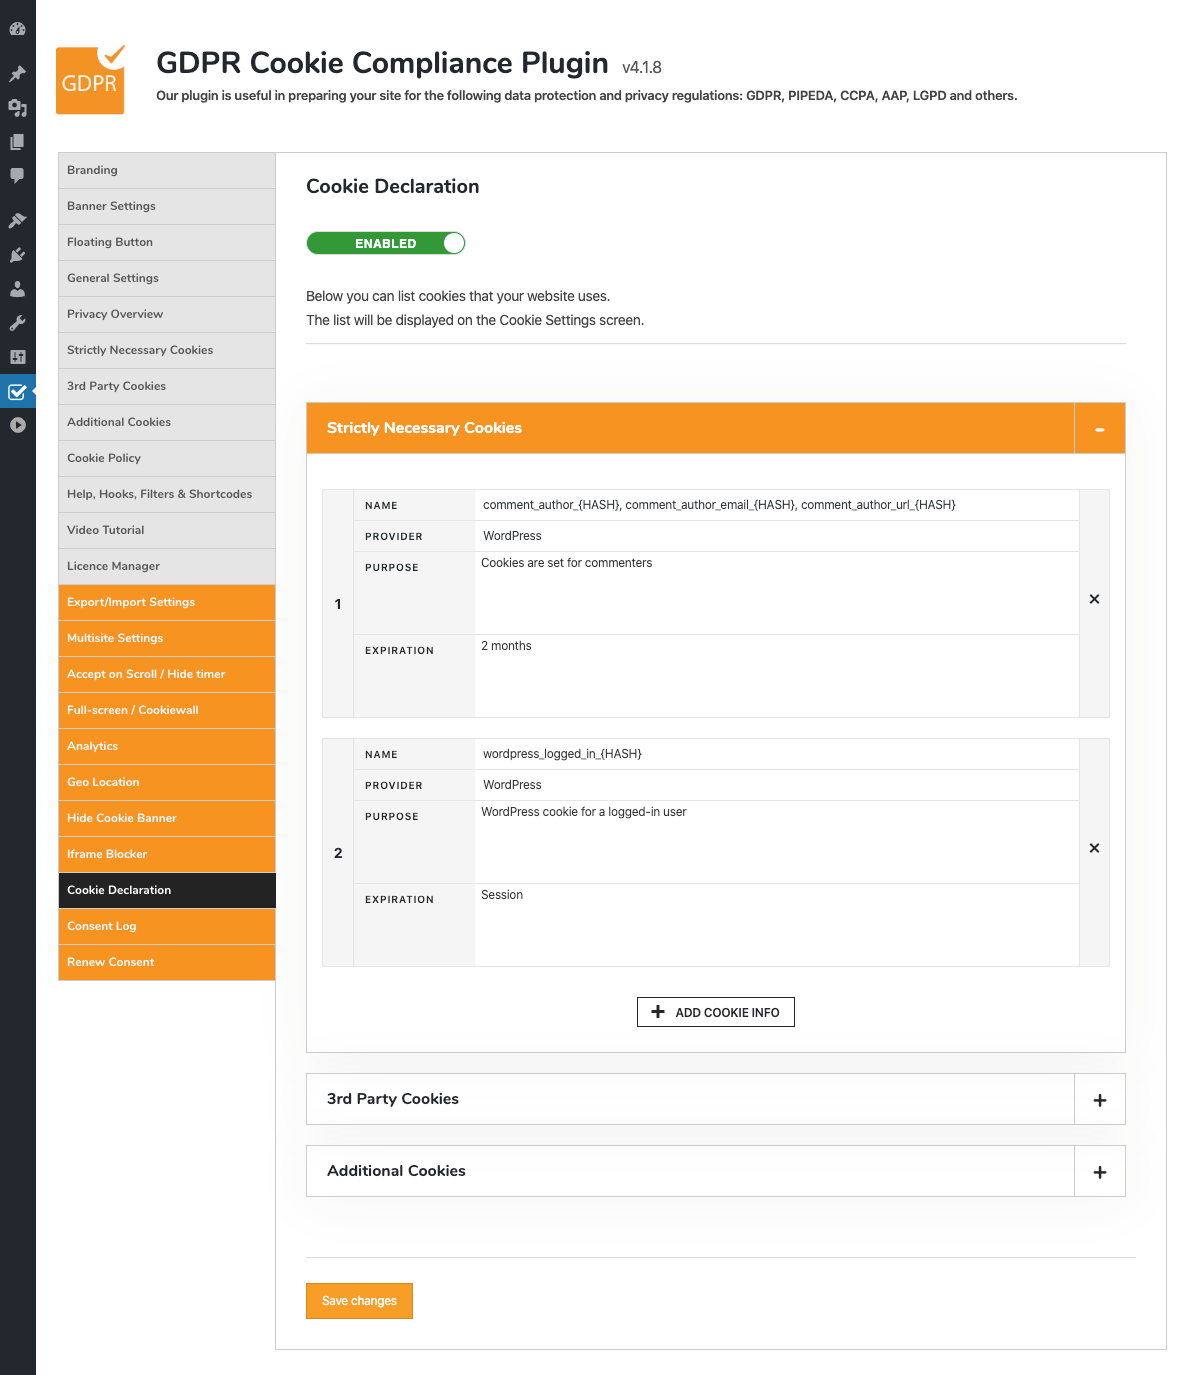 GDPR
GDPR Cookie Compliance Plugin v4.1.8
Our plugin is useful in preparing your site for the following data protection and privacy regulations: GDPR, PIPEDA, CCPA, AAP, LGPD and others.
Branding
Banner Settings
Floating Button
General Settings
Privacy Overview
Strictly Necessary Cookies
3rd Party Cookies
Additional Cookies
Cookie Policy
Help, Hooks, Filters & Shortcodes
Video Tutorial
Licence Manager
Export/Import Settings
Multisite Settings
Accept on Scroll / Hide timer
Full-screen / Cookiewall
Analytics
Geo Location
Hide Cookie Banner
Iframe Blocker
Cookie Declaration
Consent Log
Renew Consent
Cookie Declaration
ENABLED
Below you can list cookies that your website uses.
The list will be displayed on the Cookie Settings screen.
Strictly Necessary Cookies
1
NAME comment_author_{HASH}, comment_author_email_{HASH}, comment_author_url_{HASH}
PROVIDER WordPress
PURPOSE Cookies are set for commenters
EXPIRATION 2 months
2
NAME wordpress_logged_in_{HASH}
PROVIDER WordPress
PURPOSE WordPress cookie for a logged-in user
EXPIRATION Session
ADD COOKIE INFO
3rd Party Cookies
Additional Cookies
Save changes